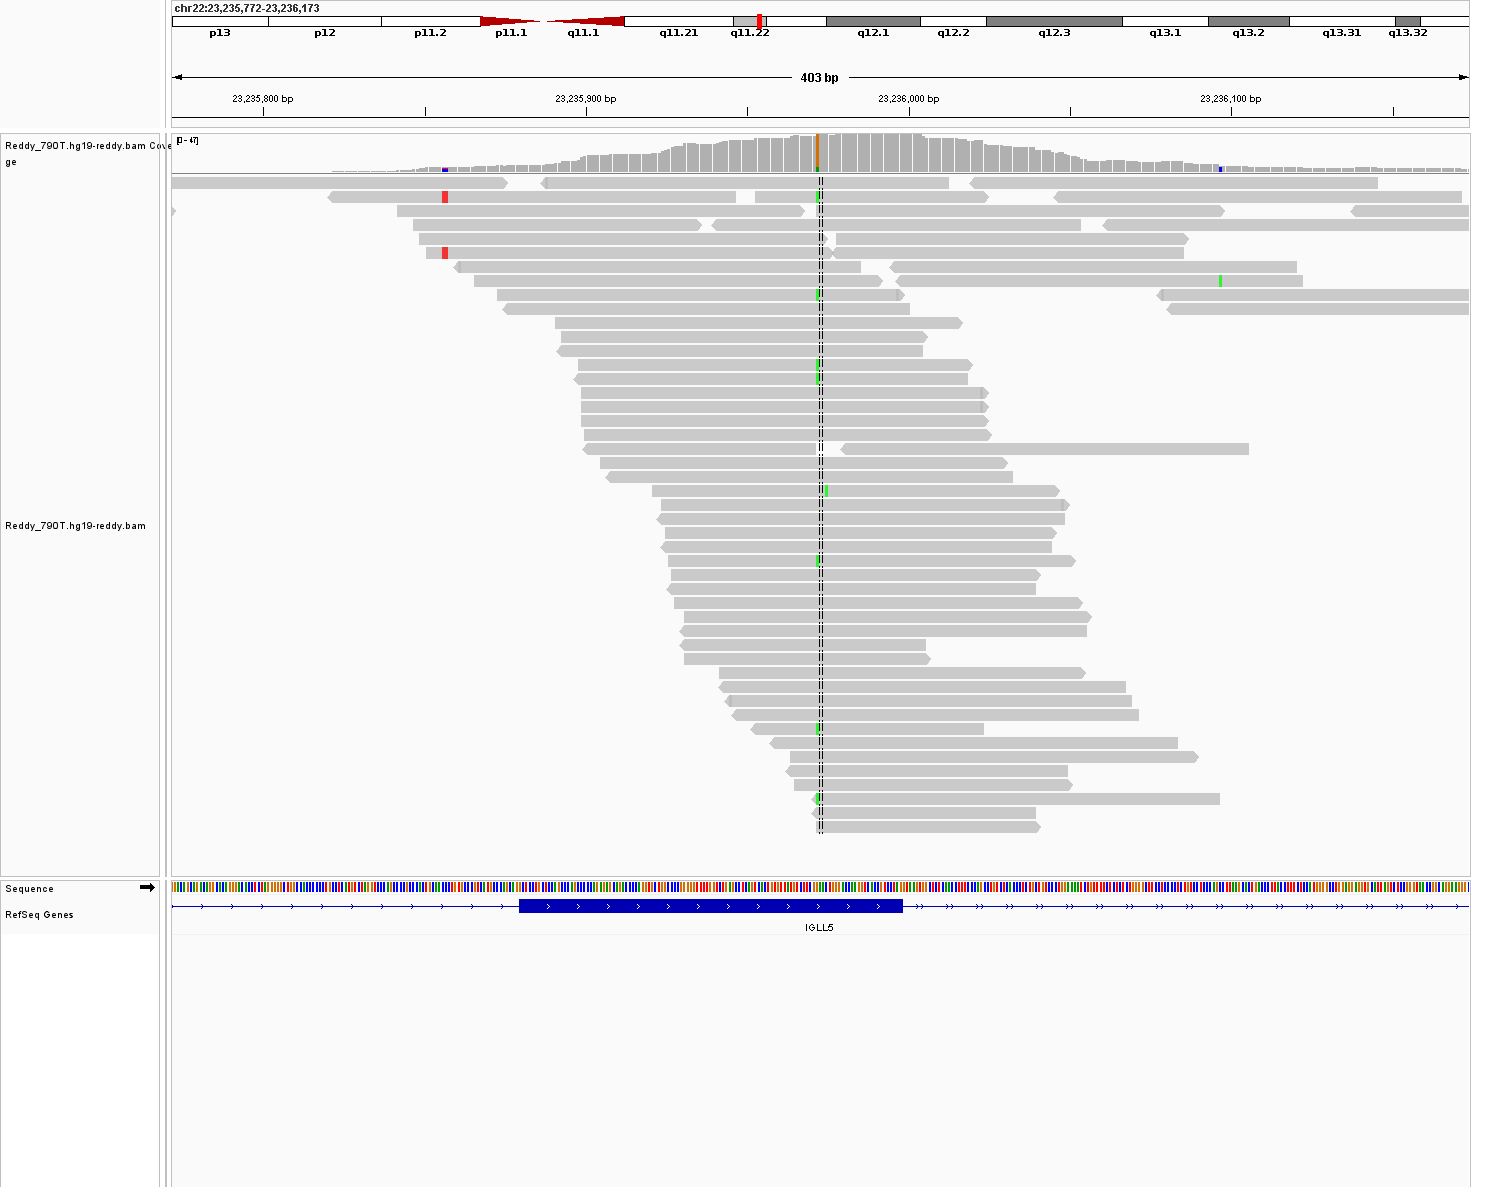 chr22:23,235,772-23,236,173
p13 p12 p11.2 p11.1 q11.1 q11.21 q11.22 q12.1 q12.2 q12.3 q13.1 q13.2 q13.31 q13.32
403 bp
23,235,800 bp 23,235,900 bp 23,236,000 bp 23,236,100 bp
Reddy_790T.hg19-reddy.bam Cove
ge
[0 - 47]
Reddy_790T.hg19-reddy.bam
Sequence
RefSeq Genes
IGLL5